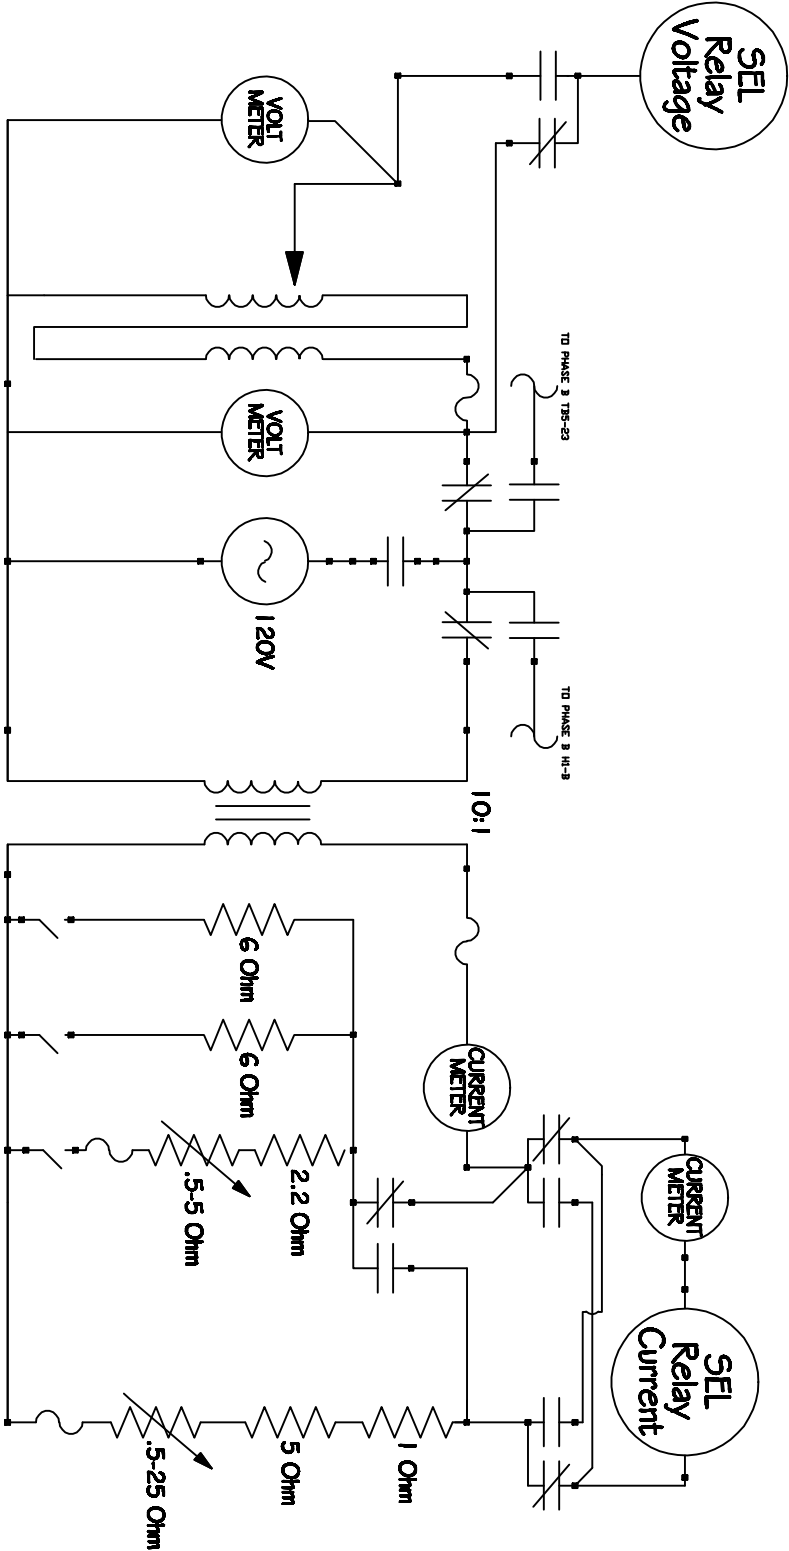 SEL
Relay
Voltage
VOLT
METER
TO PHASE B TB5-23
VOLT
METER
120V
TO PHASE B H1-B
10:1
6 Ohm
6 Ohm
CURRENT
METER
CURRENT
METER
2.2 Ohm
.5-5 Ohm
SEL
Relay
Current
1 Ohm
5 Ohm
.5-25 Ohm